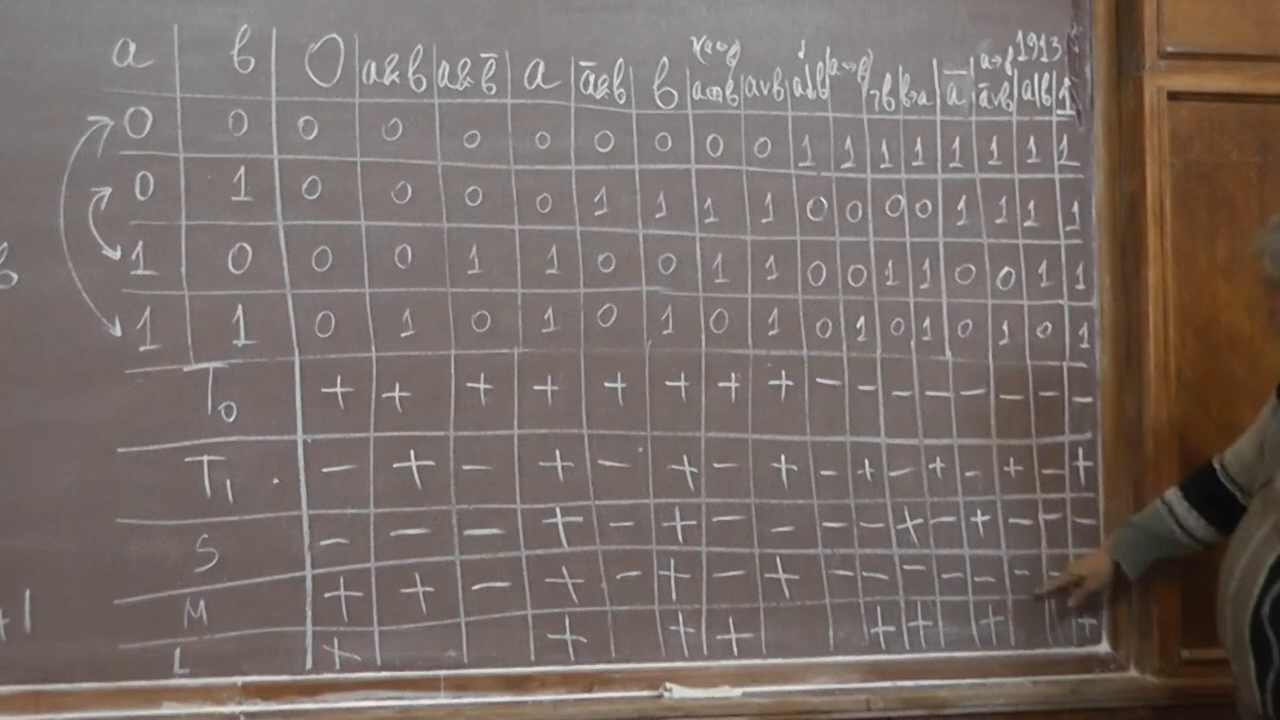 a в 0 a&в a&b̅ a a̅&в в ⌉(a↔в) a⊕в a∨в a↓в a↔в ¬в в→a a̅ a→в a̅∨в 1913 a|в 1
0 0 0 0 0 0 0 0 0 0 1 1 1 1 1 1 1 1
0 1 0 0 0 0 1 1 1 1 0 0 0 0 1 1 1 1
1 0 0 0 1 1 0 0 1 1 0 0 1 1 0 0 1 1
1 1 0 1 0 1 0 1 0 1 0 1 0 1 0 1 0 1
T₀ + + + + + + + + − − − − − − − −
T₁ − + − + − + − + − + − + − + − +
S − − − + − + − − − − + − + − − −
M + + − + − + − + − − − − − −
L + + + + + + + +
+1
в